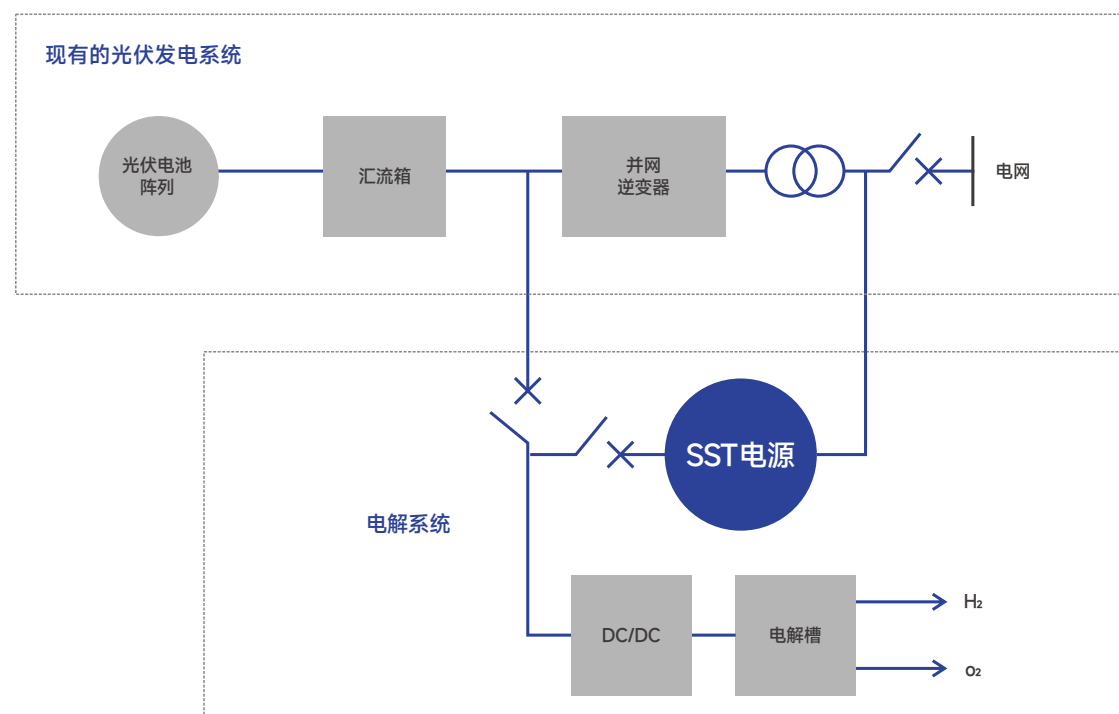 现有的光伏发电系统
光伏电池
阵列
汇流箱
并网
逆变器
电网
SST电源
电解系统
DC/DC
电解槽
H₂
O₂